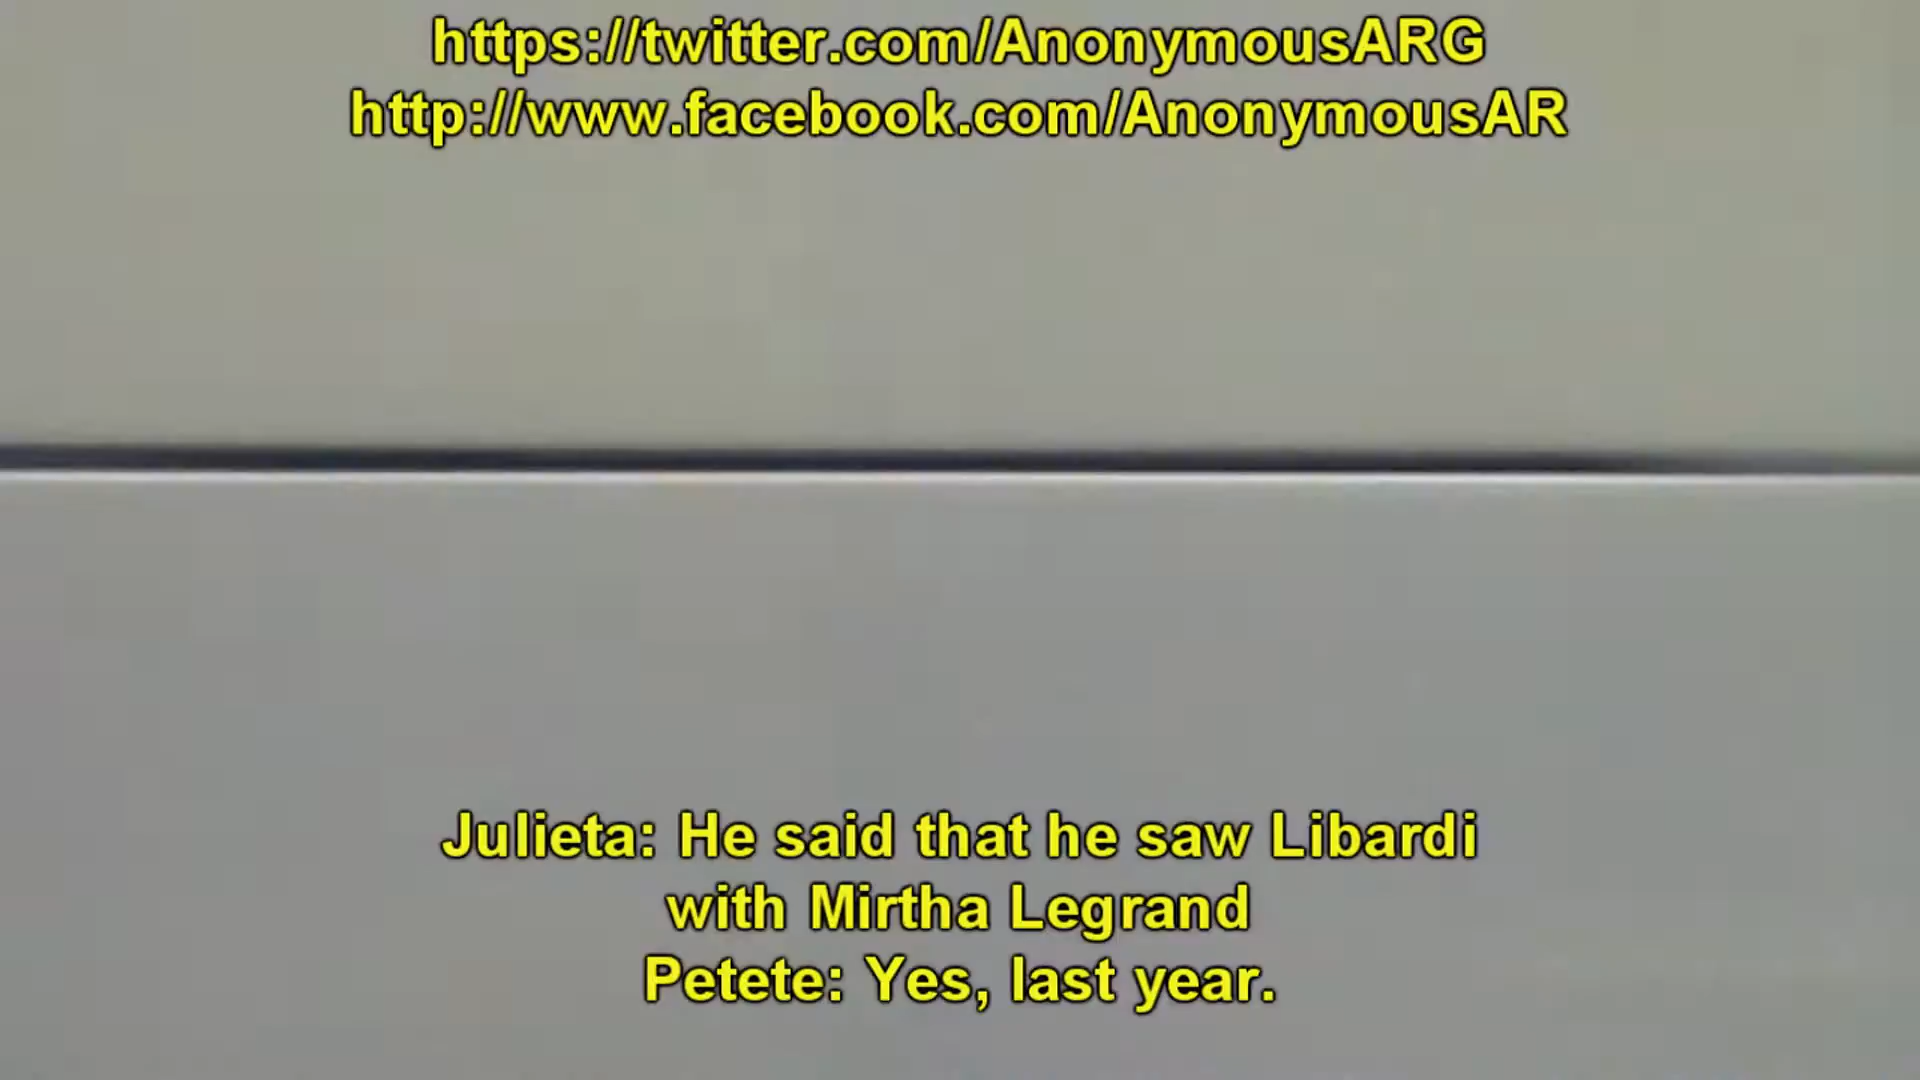 https://twitter.com/AnonymousARG
http://www.facebook.com/AnonymousAR
Julieta: He said that he saw Libardi
with Mirtha Legrand
Petete: Yes, last year.